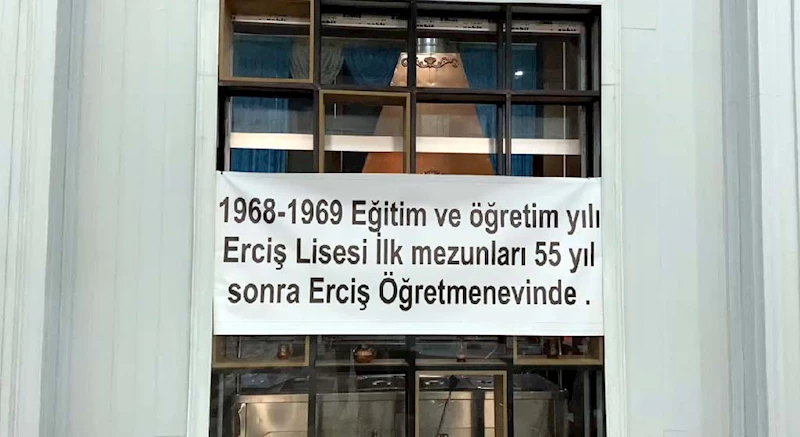 1968-1969 Eğitim ve öğretim yılı
Erciş Lisesi İlk mezunları 55 yıl
sonra Erciş Öğretmenevinde .